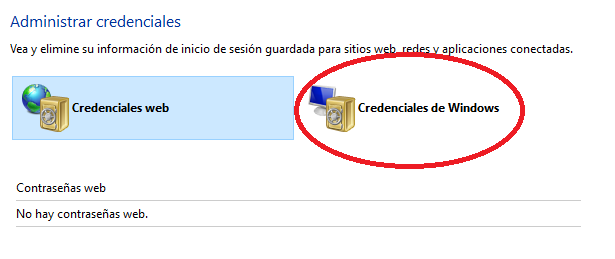 Administrar credenciales
Vea y elimine su información de inicio de sesión guardada para sitios web, redes y aplicaciones conectadas.
Credenciales web
Credenciales de Windows
Contraseñas web
No hay contraseñas web.